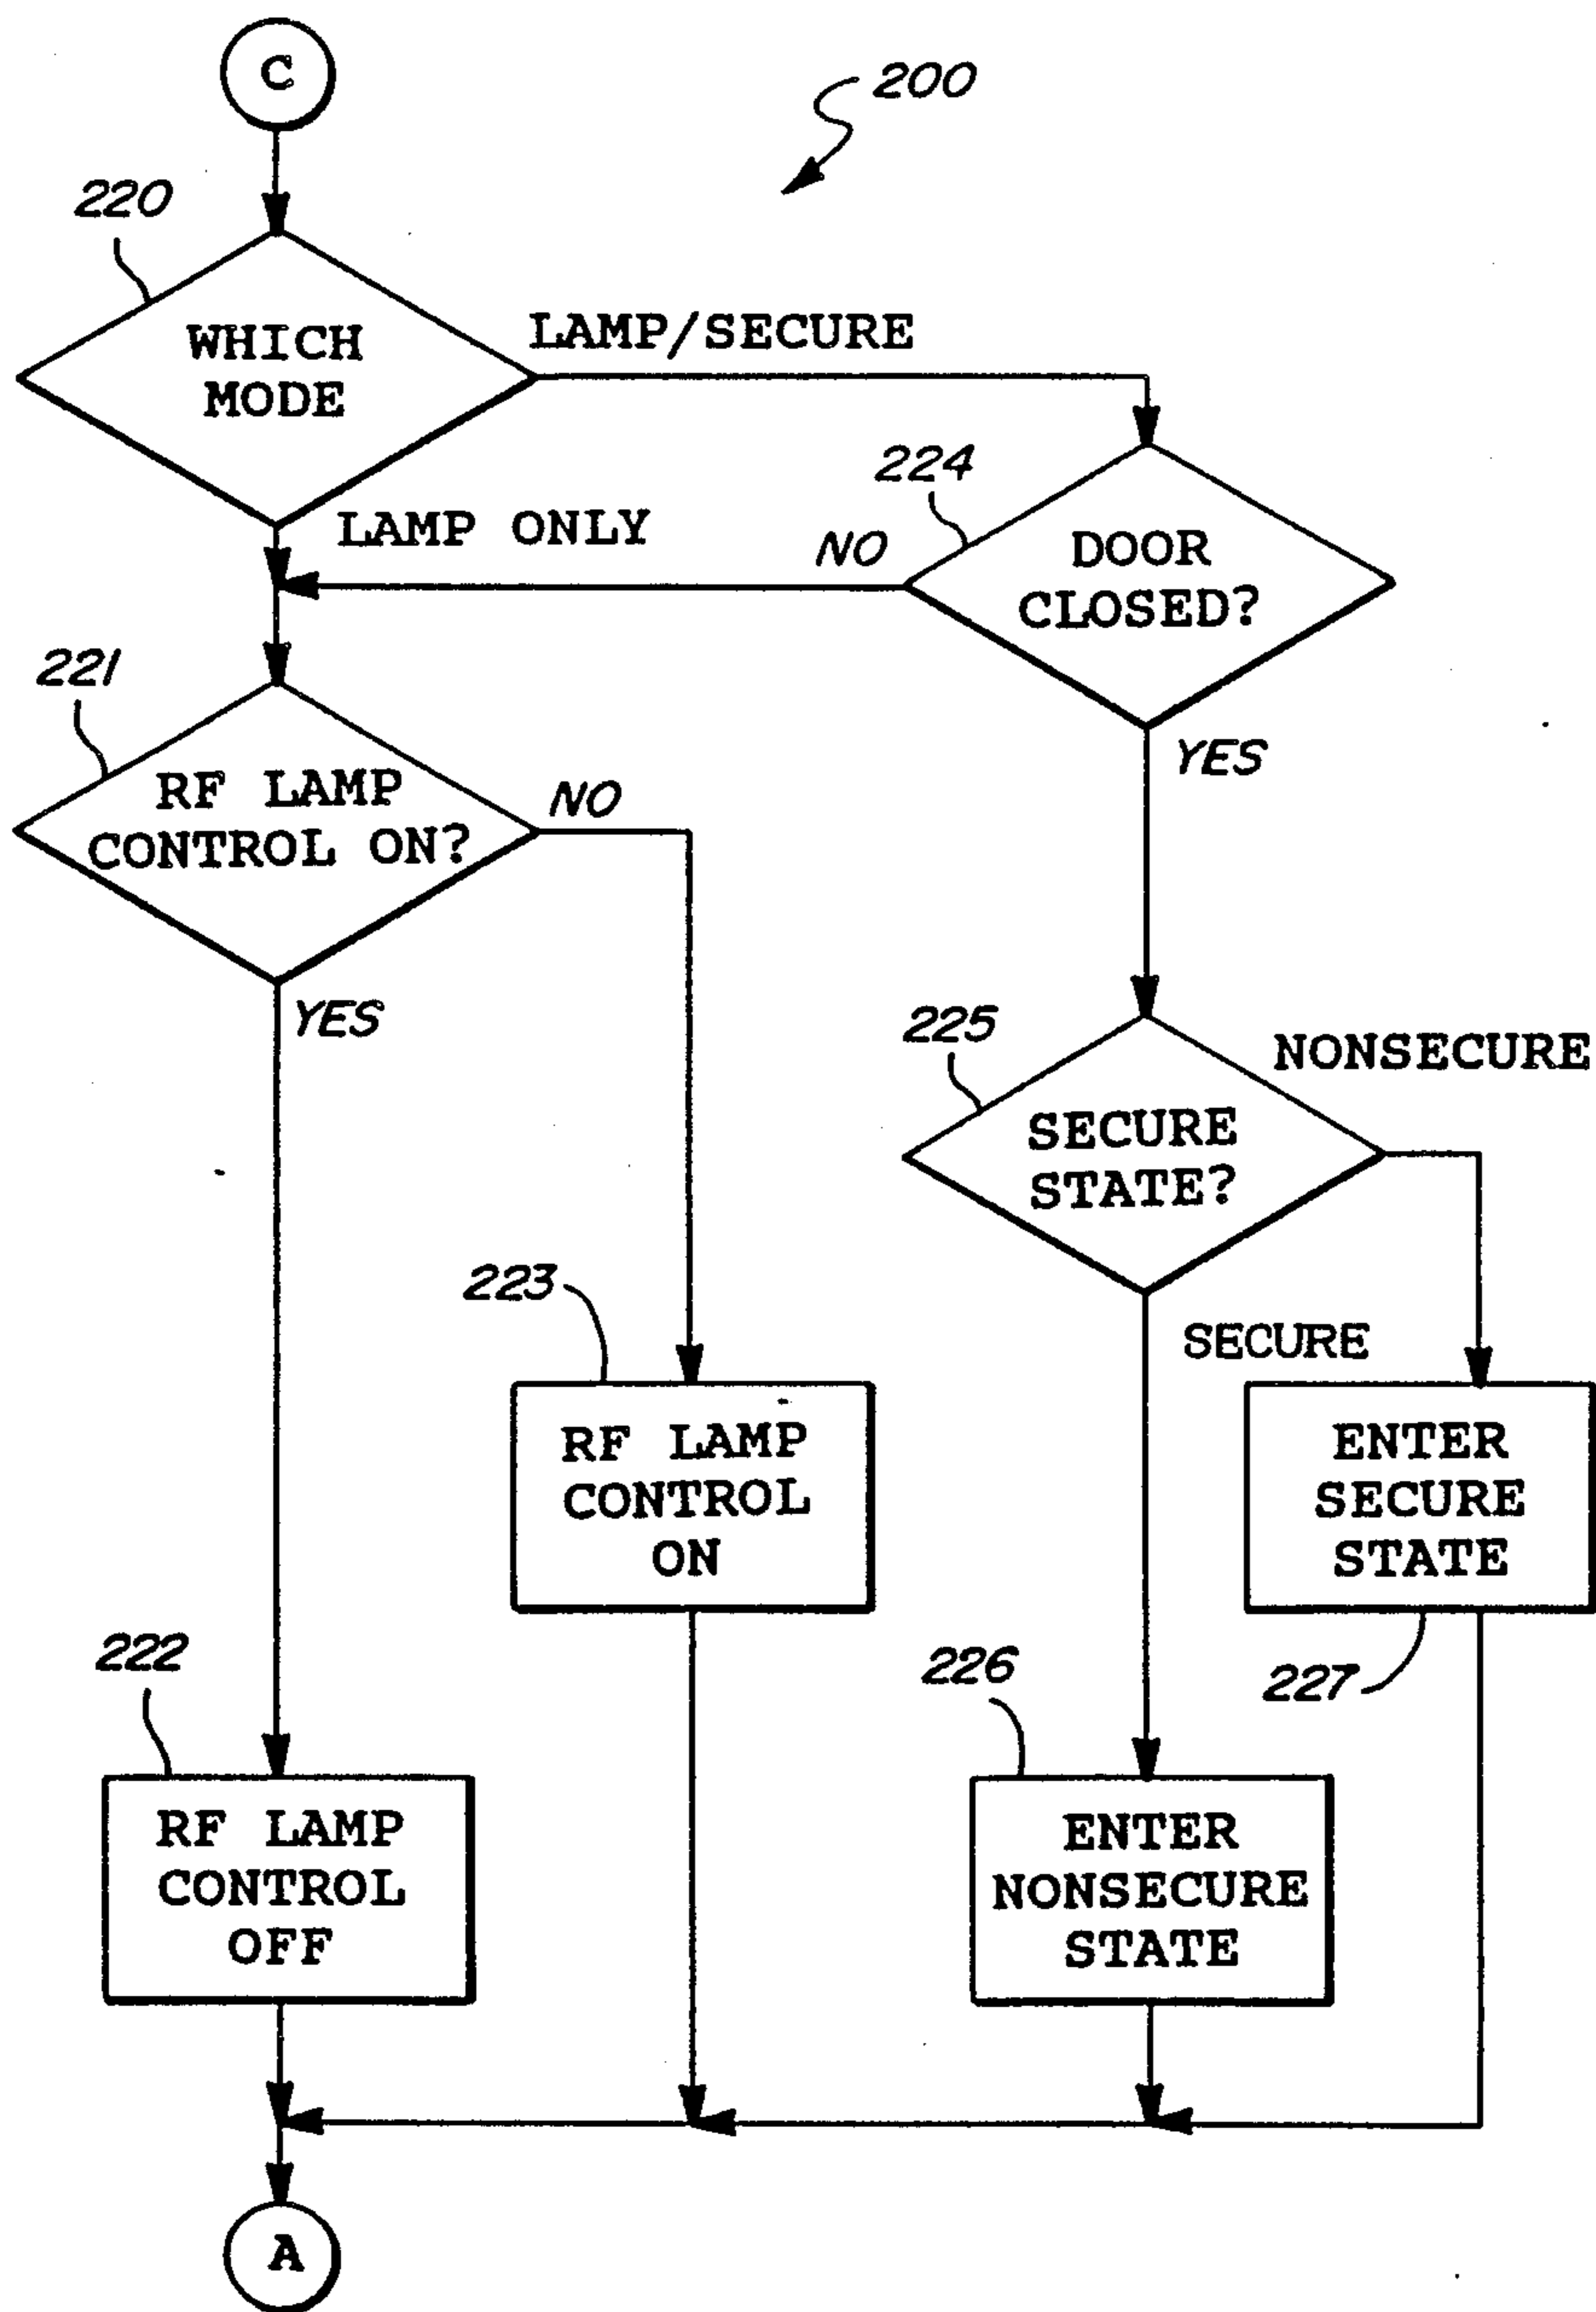 C
200
220
WHICH
MODE
LAMP/SECURE
LAMP ONLY
224
NO
DOOR
CLOSED?
YES
221
RF LAMP
CONTROL ON?
NO
YES
225
NONSECURE
SECURE
STATE?
SECURE
223
RF LAMP
CONTROL
ON
ENTER
SECURE
STATE
227
222
RF LAMP
CONTROL
OFF
226
ENTER
NONSECURE
STATE
A